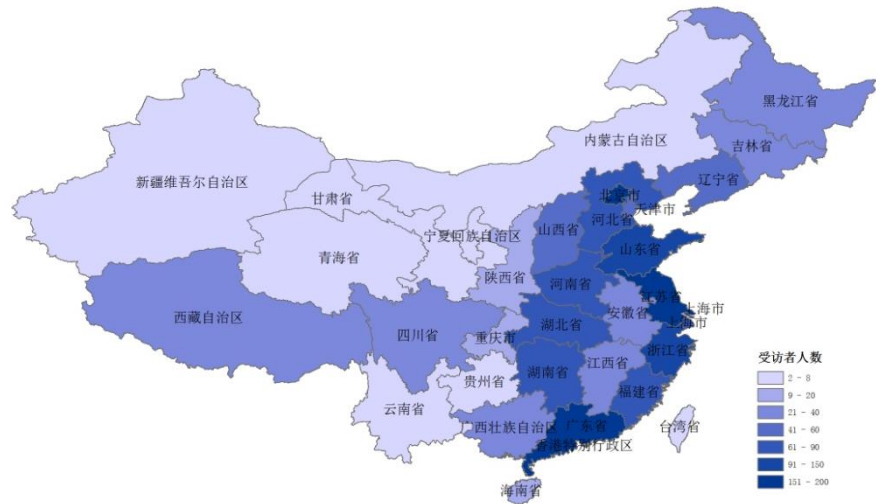 黑龙江省
内蒙古自治区
吉林省
新疆维吾尔自治区
辽宁省
甘肃省
北京市
天津市
河北省
山西省
宁夏回族自治区
山东省
青海省
陕西省
河南省
江苏省
西藏自治区
安徽省
上海市
上海市
四川省
湖北省
重庆市
浙江省
受访者人数
江西省
湖南省
贵州省
2 - 8
福建省
9 - 20
云南省
21 - 40
台湾省
广西壮族自治区
广东省
41 - 60
香港特别行政区
61 - 90
91 - 150
海南省
151 - 200